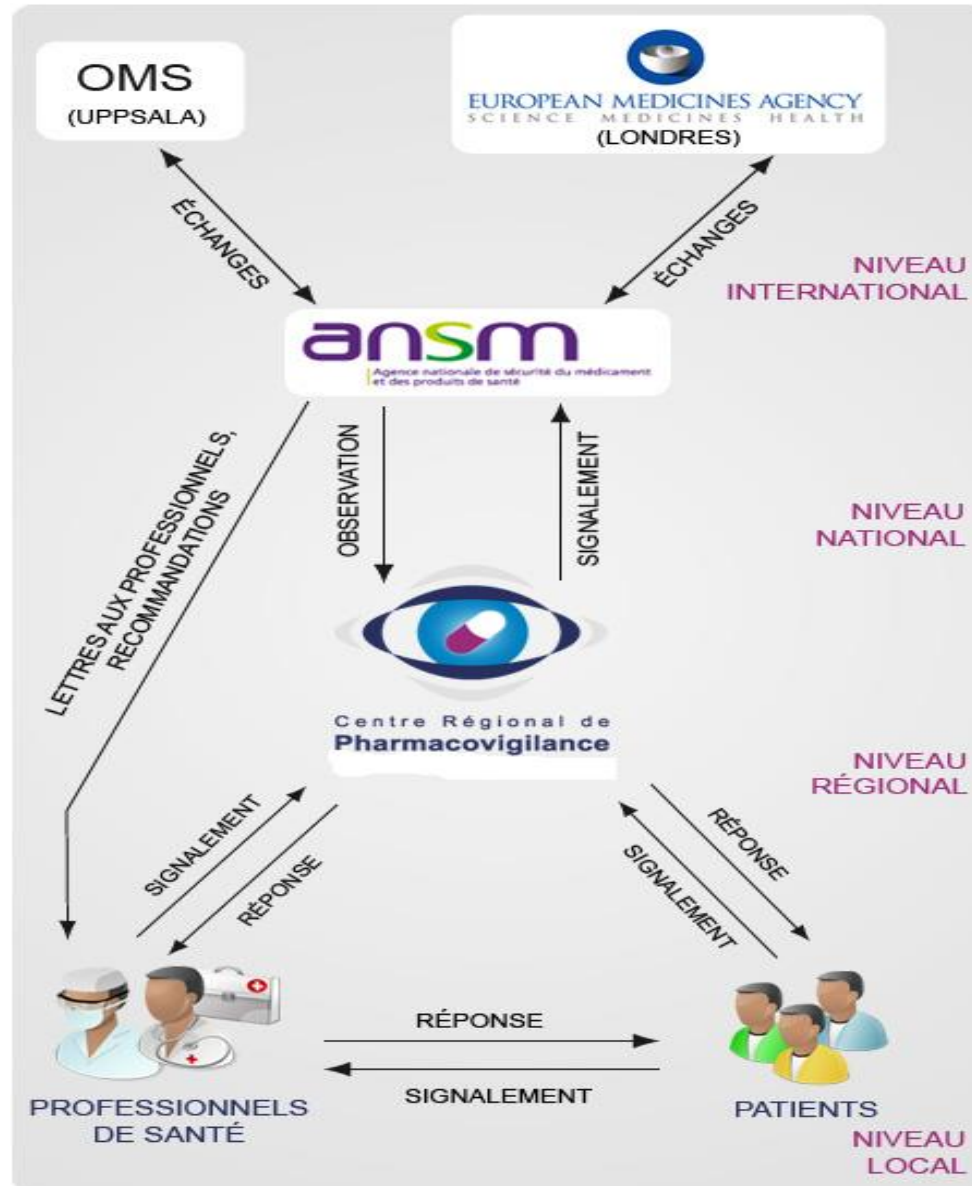 OMS
(UPPSALA)
EUROPEAN MEDICINES AGENCY
SCIENCE MEDICINES HEALTH
(LONDRES)
ÉCHANGES
ÉCHANGES
NIVEAU
INTERNATIONAL
ansm
Agence nationale de sécurité du médicament
et des produits de santé
LETTRES AUX PROFESSIONNELS,
RECOMMANDATIONS
OBSERVATION
SIGNALEMENT
NIVEAU
NATIONAL
Centre Régional de
Pharmacovigilance
NIVEAU
RÉGIONAL
SIGNALEMENT
RÉPONSE
RÉPONSE
SIGNALEMENT
RÉPONSE
SIGNALEMENT
PROFESSIONNELS
DE SANTÉ
PATIENTS
NIVEAU
LOCAL